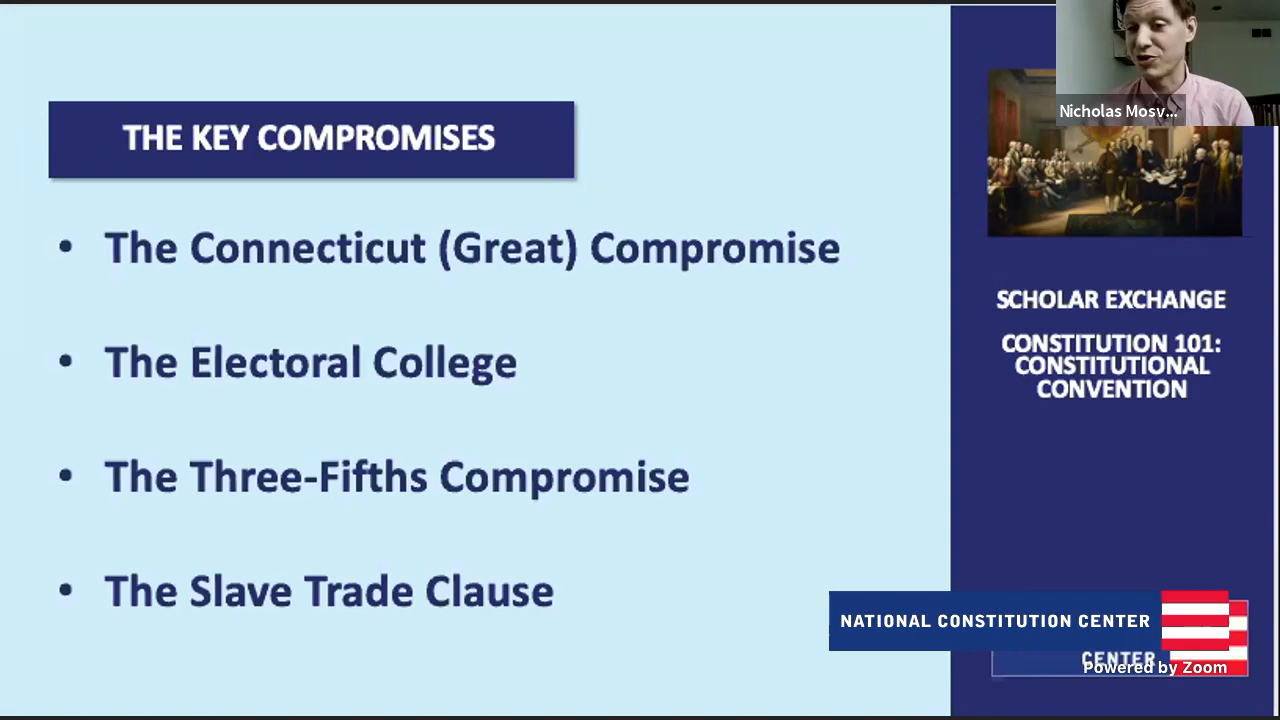 THE KEY COMPROMISES
• The Connecticut (Great) Compromise
• The Electoral College
• The Three-Fifths Compromise
• The Slave Trade Clause
Nicholas Mosv...
SCHOLAR EXCHANGE
CONSTITUTION 101:
CONSTITUTIONAL
CONVENTION
NATIONAL CONSTITUTION CENTER
CENTER
Powered by Zoom